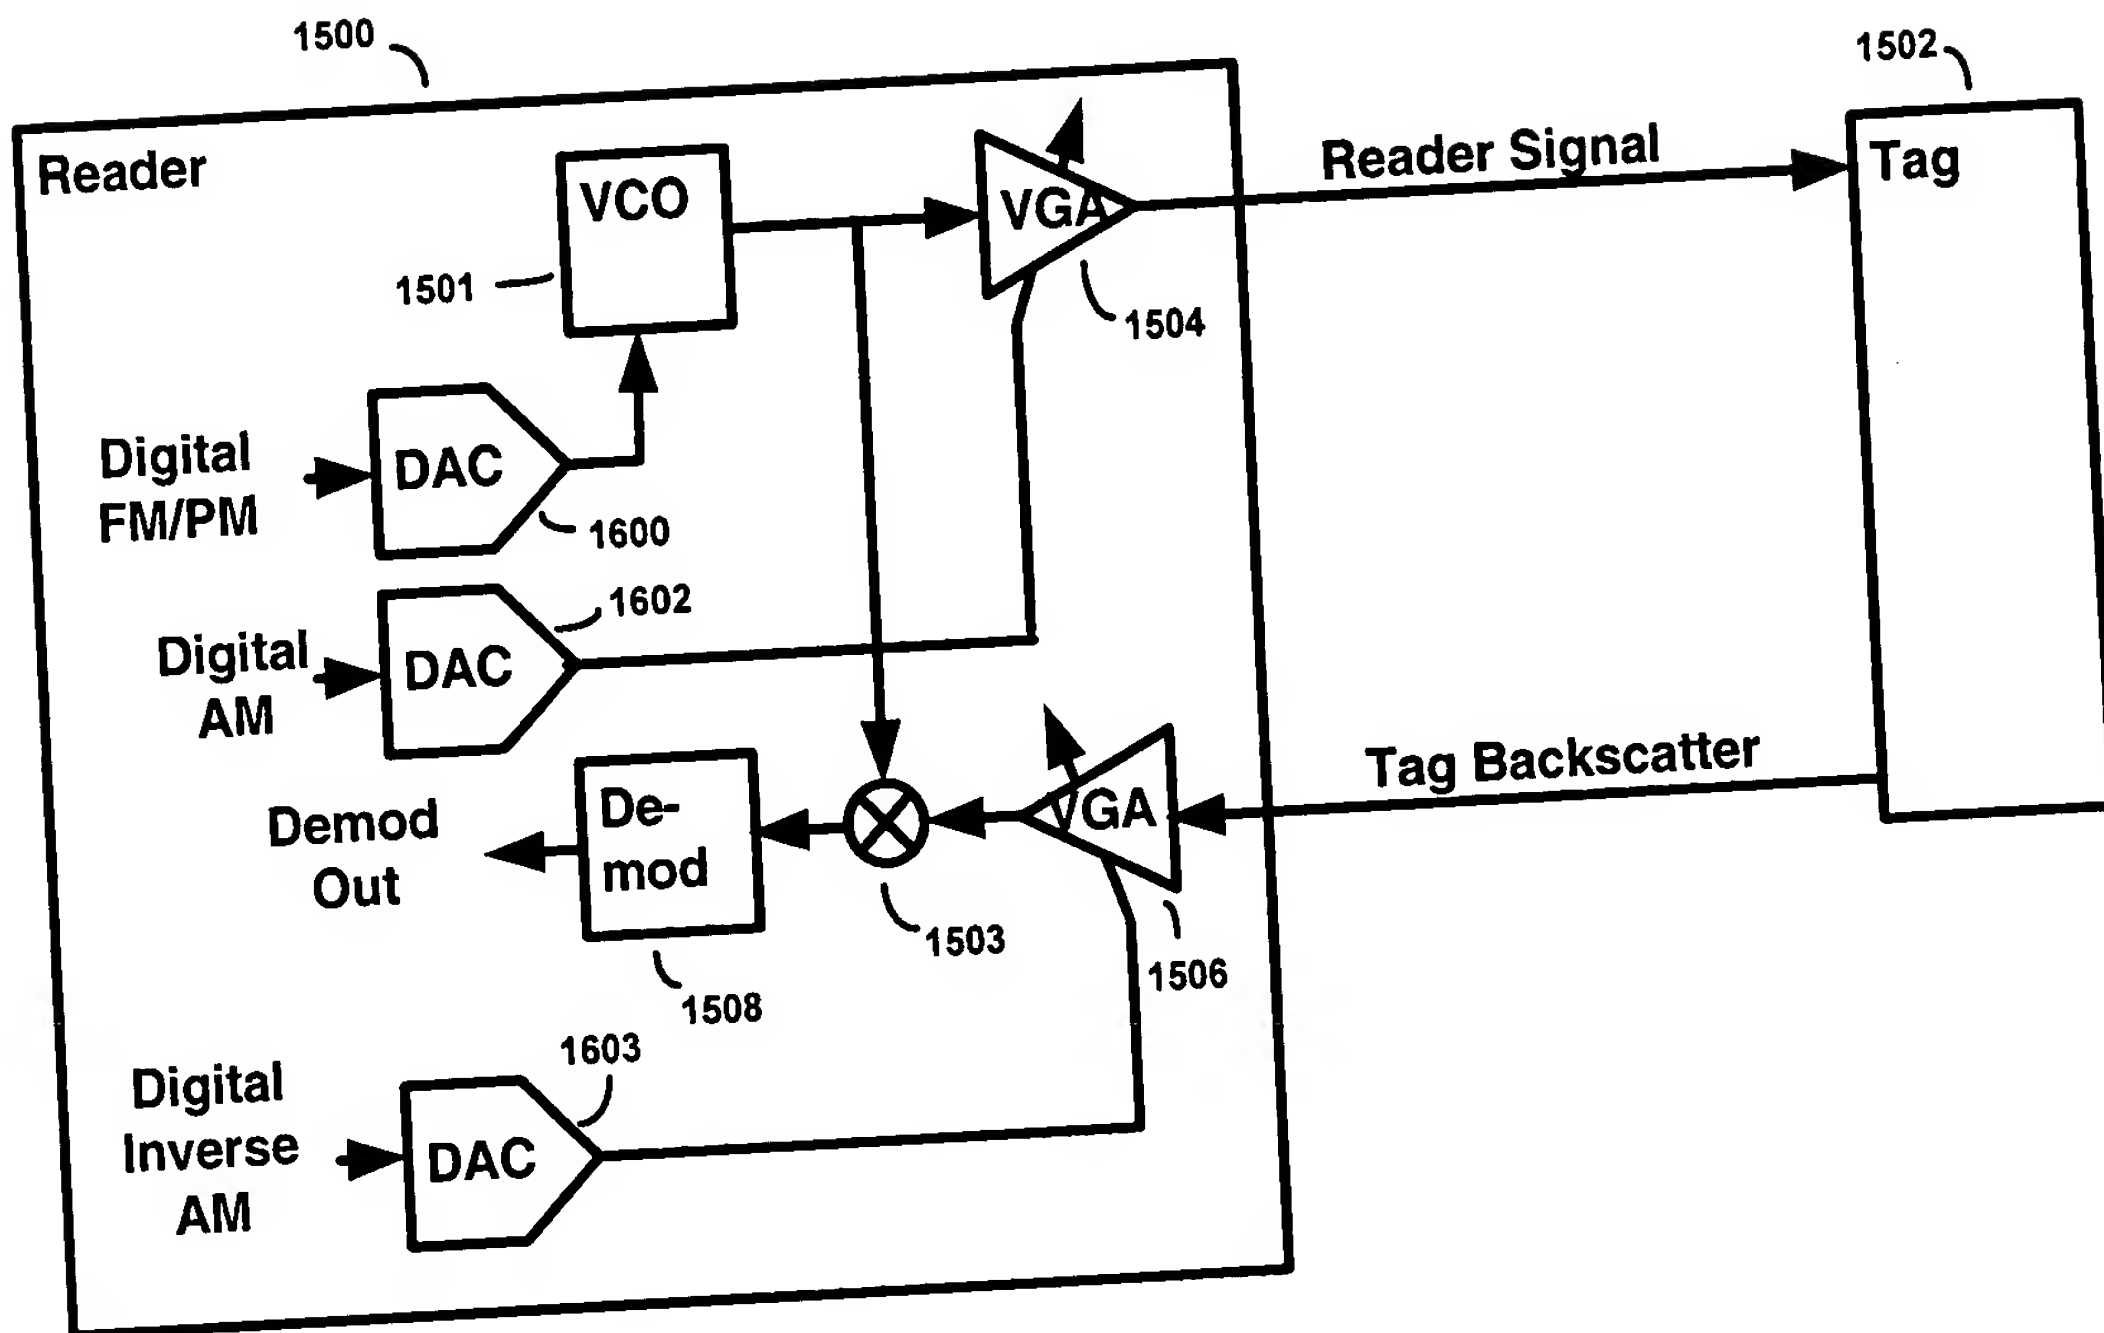 1500
1502
Reader
VCO
VGA
Reader Signal
Tag
1501
1504
Digital
FM/PM
DAC
1600
1602
Digital
AM
DAC
Demod
Out
De-
mod
VGA
Tag Backscatter
1503
1506
1508
1603
Digital
Inverse
AM
DAC